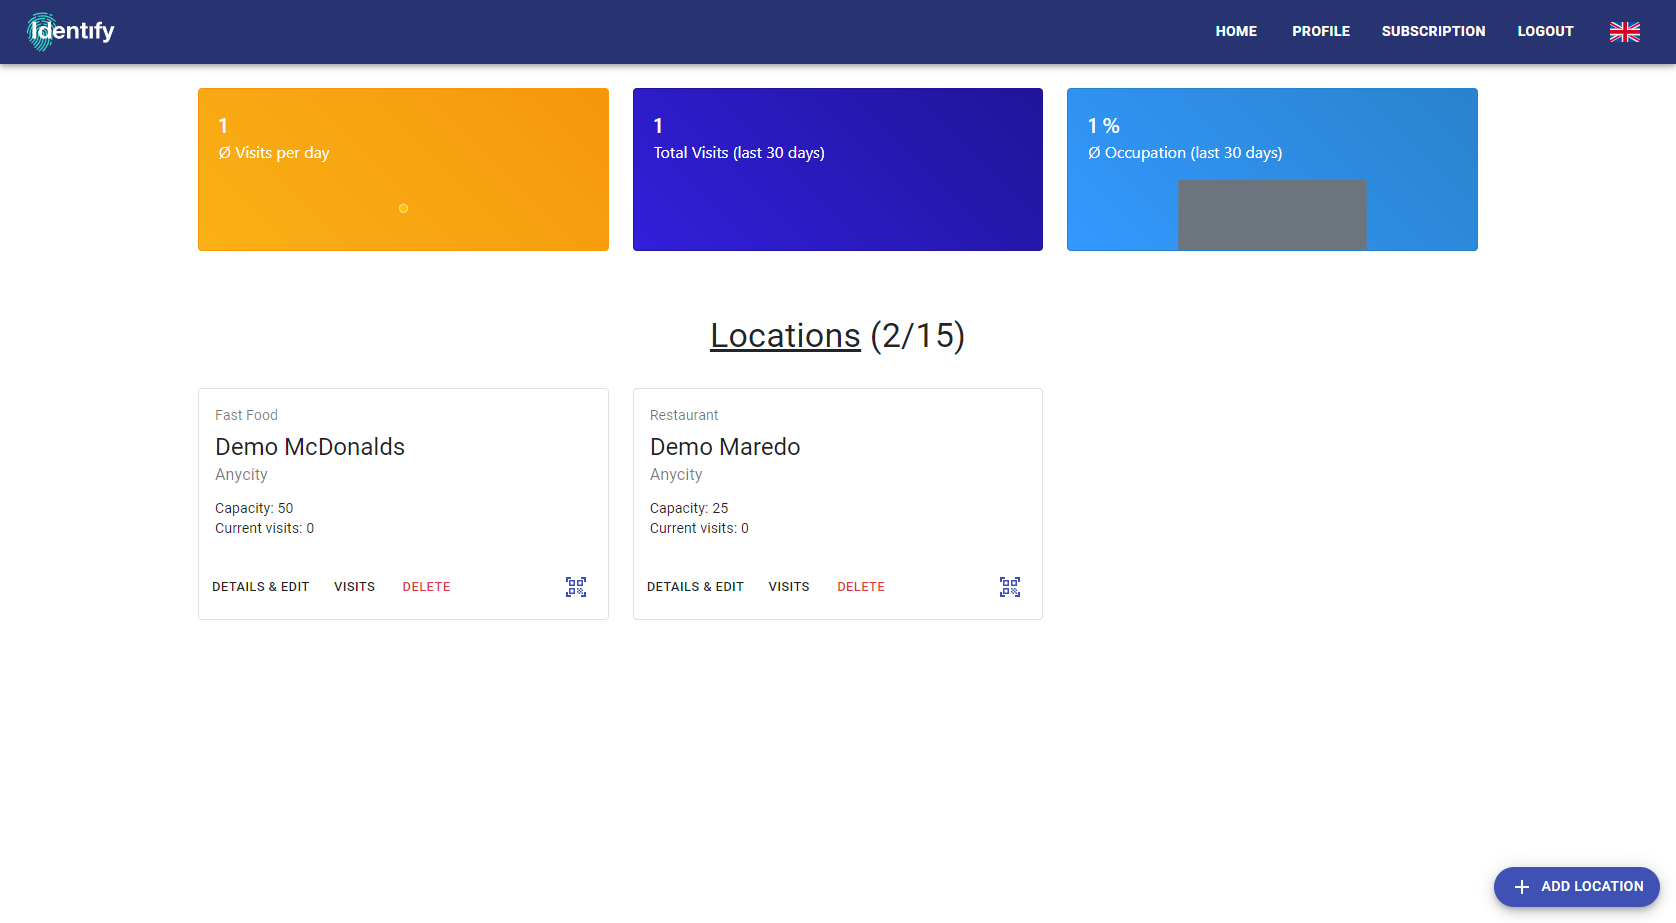 Identify
HOME PROFILE SUBSCRIPTION LOGOUT
1
Ø Visits per day
1
Total Visits (last 30 days)
1 %
Ø Occupation (last 30 days)
Locations (2/15)
Fast Food
Demo McDonalds
Anycity
Capacity: 50
Current visits: 0
DETAILS & EDIT VISITS DELETE
Restaurant
Demo Maredo
Anycity
Capacity: 25
Current visits: 0
DETAILS & EDIT VISITS DELETE
+ ADD LOCATION